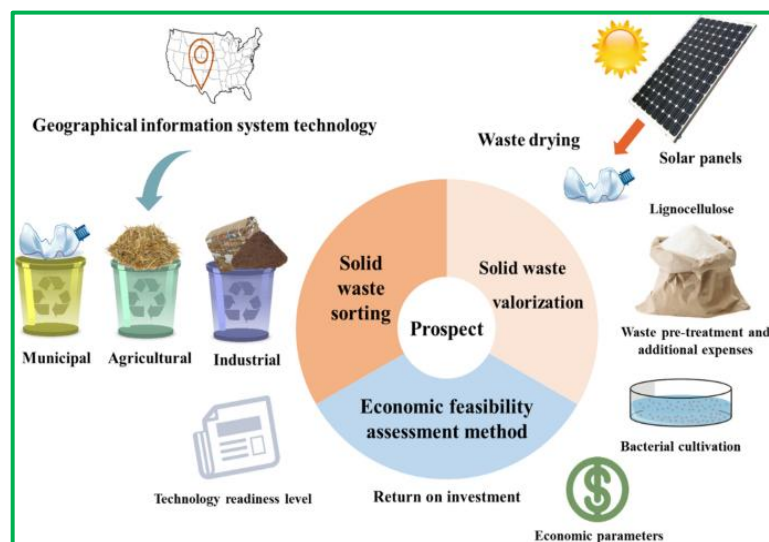 Geographical information system technology
Waste drying
Solar panels
Lignocellulose
Municipal
Agricultural
Industrial
Solid
waste
sorting
Solid waste
valorization
Prospect
Waste pre-treatment and
additional expenses
Economic feasibility
assessment method
Bacterial cultivation
Technology readiness level
Return on investment
Economic parameters